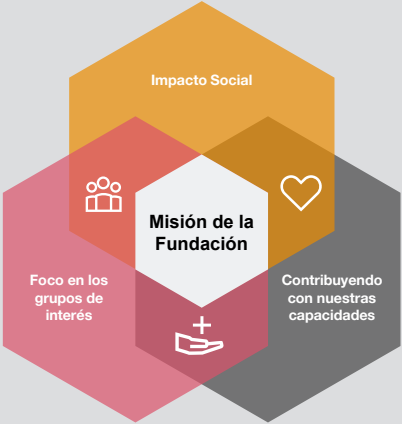 Impacto Social
Misión de la
Fundación
Foco en los
grupos de
interés
Contribuyendo
con nuestras
capacidades